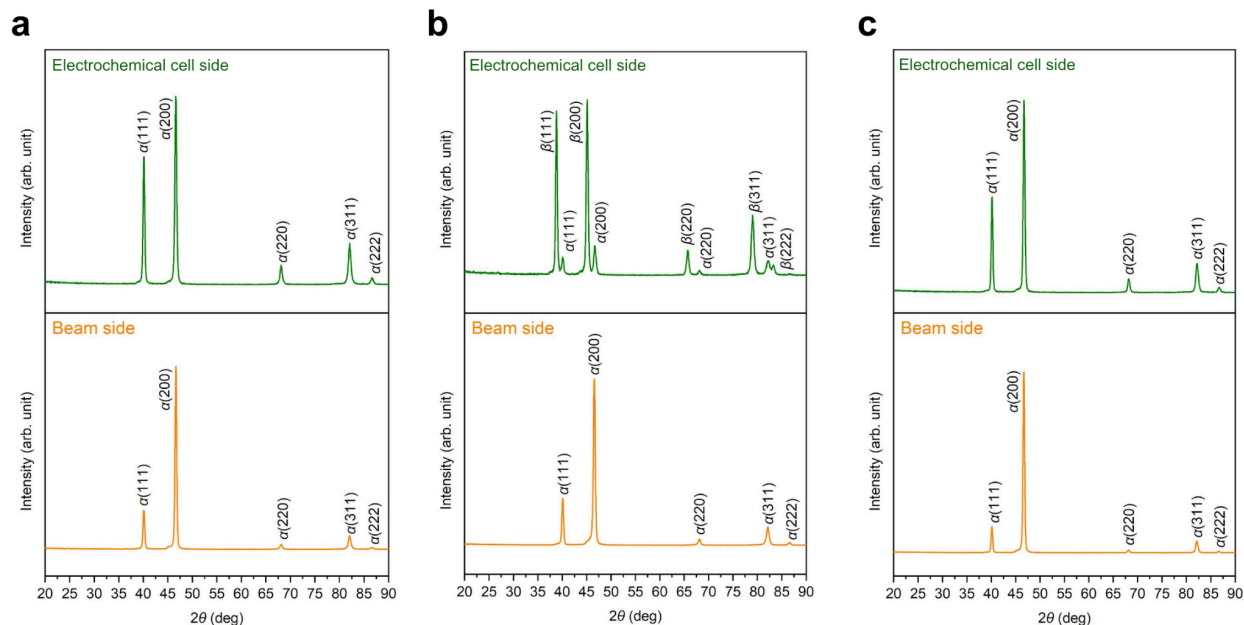 a
Electrochemical cell side
Intensity (arb. unit)
α(111)
α(200)
α(220)
α(311)
α(222)
Beam side
Intensity (arb. unit)
α(111)
α(200)
α(220)
α(311)
α(222)
20 25 30 35 40 45 50 55 60 65 70 75 80 85 90
2θ (deg)
b
Electrochemical cell side
Intensity (arb. unit)
β(111)
α(111)
β(200)
α(200)
β(220)
α(220)
β(311)
α(311)
β(222)
Beam side
Intensity (arb. unit)
α(111)
α(200)
α(220)
α(311)
α(222)
20 25 30 35 40 45 50 55 60 65 70 75 80 85 90
2θ (deg)
c
Electrochemical cell side
Intensity (arb. unit)
α(111)
α(200)
α(220)
α(311)
α(222)
Beam side
Intensity (arb. unit)
α(111)
α(200)
α(220)
α(311)
α(222)
20 25 30 35 40 45 50 55 60 65 70 75 80 85 90
2θ (deg)